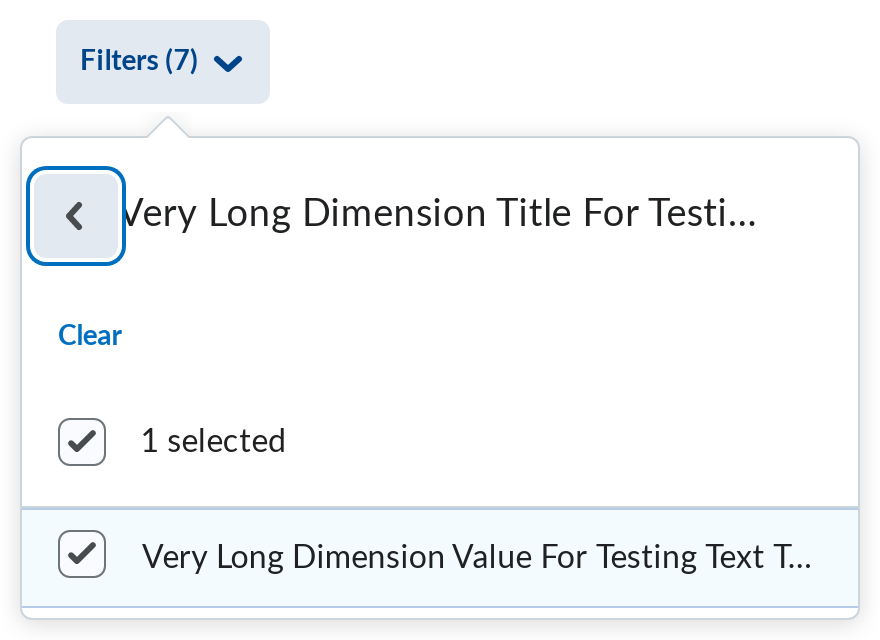 Filters (7)
Very Long Dimension Title For Testi...
Clear
1 selected
Very Long Dimension Value For Testing Text T...